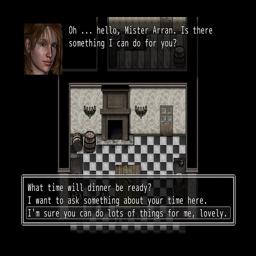 Oh ... hello, Mister Arran. Is there
something I can do for you?
What time will dinner be ready?
I want to ask something about your time here.
I'm sure you can do lots of things for me, lovely.